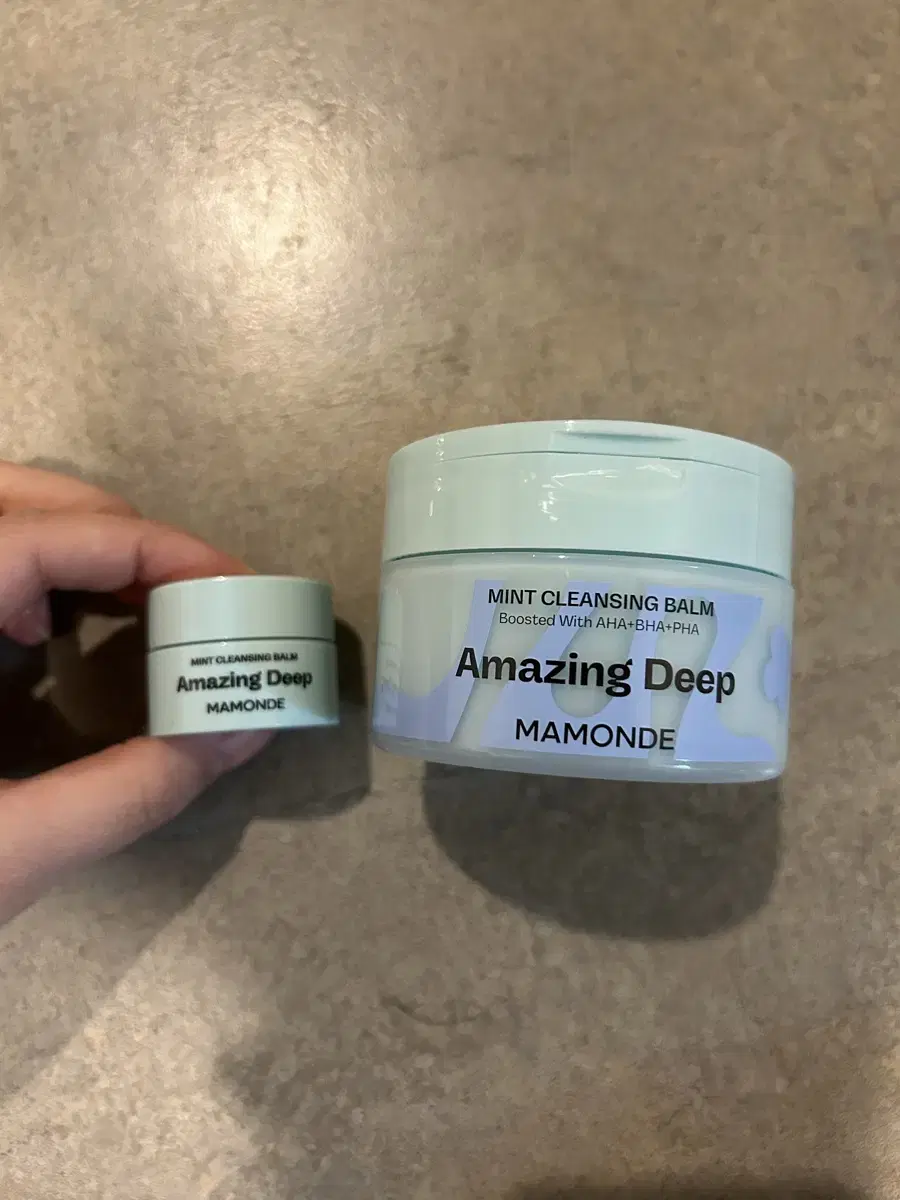 MINT CLEANSING BALM
Amazing Deep
MAMONDE
MINT CLEANSING BALM
Boosted With AHA+BHA+PHA
Amazing Deep
MAMONDE